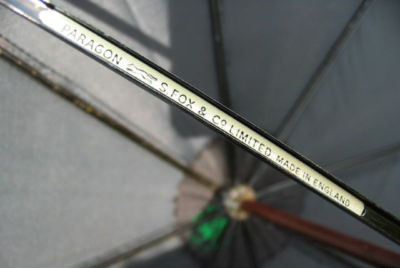 PARAGON S. FOX & Co LIMITED. MADE IN ENGLAND